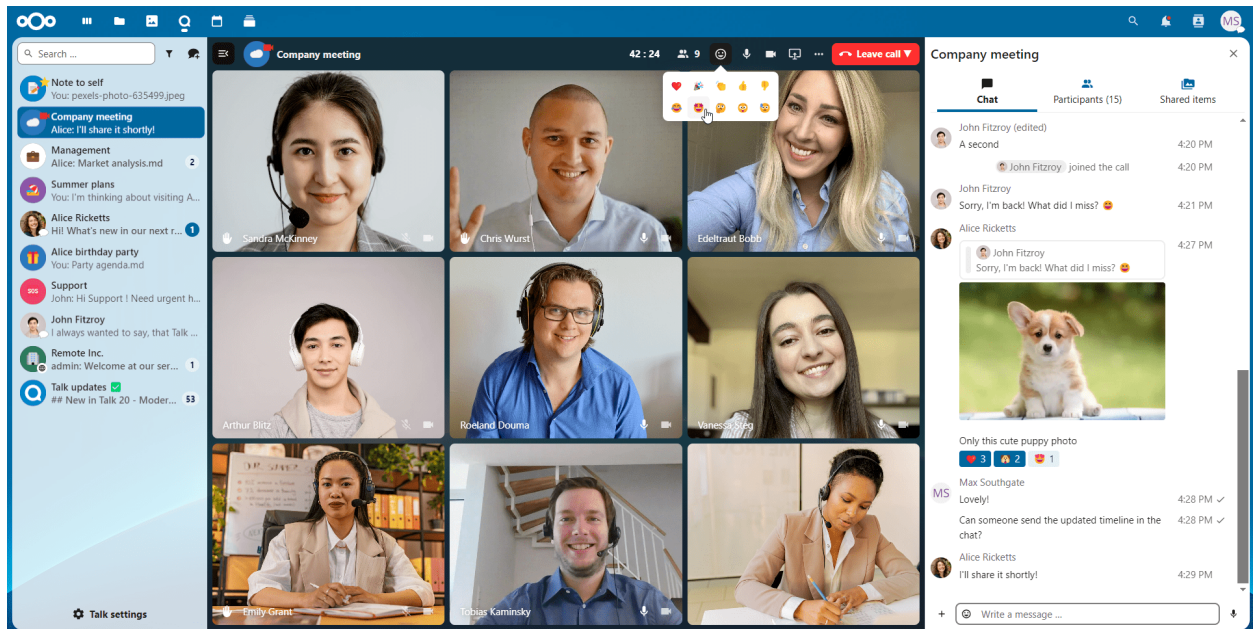 MS
Search ...
Note to self
You: pexels-photo-635499.jpeg
Company meeting
Alice: I'll share it shortly!
Management
Alice: Market analysis.md
2
Summer plans
You: I'm thinking about visiting A...
Alice Ricketts
Hi! What's new in our next r...
1
Alice birthday party
You: Party agenda.md
SOS
Support
John: Hi Support ! Need urgent h...
John Fitzroy
I always wanted to say, that Talk ...
Remote Inc.
admin: Welcome at our ser...
1
Talk updates ✅
## New in Talk 20 - Moder...
53
Talk settings
Company meeting
42 : 24
9
Leave call
Sandra McKinney
Chris Wurst
Edeltraut Bobb
Arthur Blitz
Roeland Douma
Vanessa Steg
Emily Grant
Tobias Kaminsky
Company meeting
Chat
Participants (15)
Shared items
John Fitzroy (edited)
A second
4:20 PM
John Fitzroy joined the call
4:20 PM
John Fitzroy
Sorry, I'm back! What did I miss? 😄
4:21 PM
Alice Ricketts
John Fitzroy
Sorry, I'm back! What did I miss? 😄
4:27 PM
Only this cute puppy photo
❤️ 3
🙈 2
😍 1
MS
Max Southgate
Lovely!
4:28 PM
Can someone send the updated timeline in the
chat?
4:28 PM
Alice Ricketts
I'll share it shortly!
4:29 PM
Write a message ...